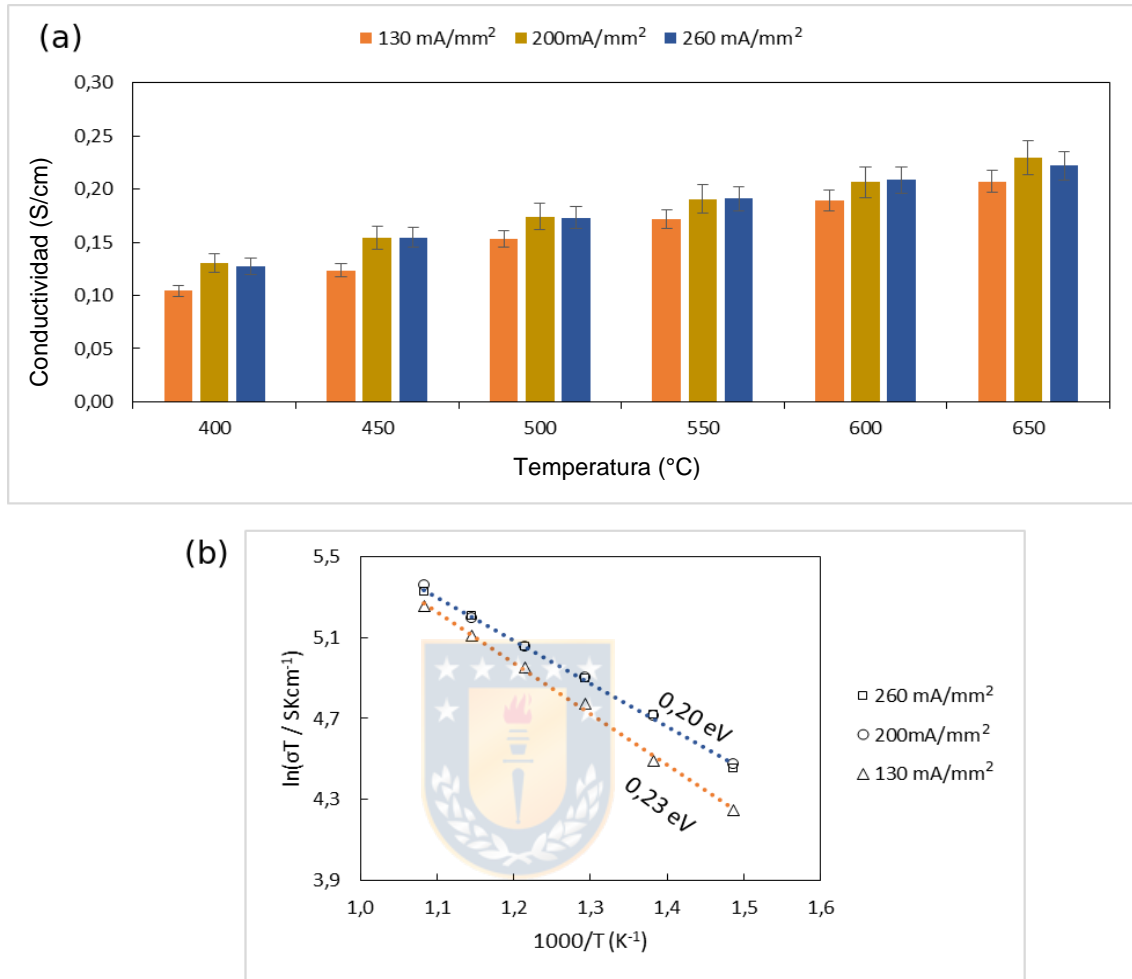 (a)
130 mA/mm²
200mA/mm²
260 mA/mm²
0,30
0,25
0,20
0,15
0,10
0,05
0,00
Conductividad (S/cm)
400 450 500 550 600 650
Temperatura (°C)
(b)
5,5
5,1
4,7
4,3
3,9
ln(σT / SKcm⁻¹)
0,20 eV
0,23 eV
260 mA/mm²
200mA/mm²
130 mA/mm²
1,0 1,1 1,2 1,3 1,4 1,5 1,6
1000/T (K⁻¹)